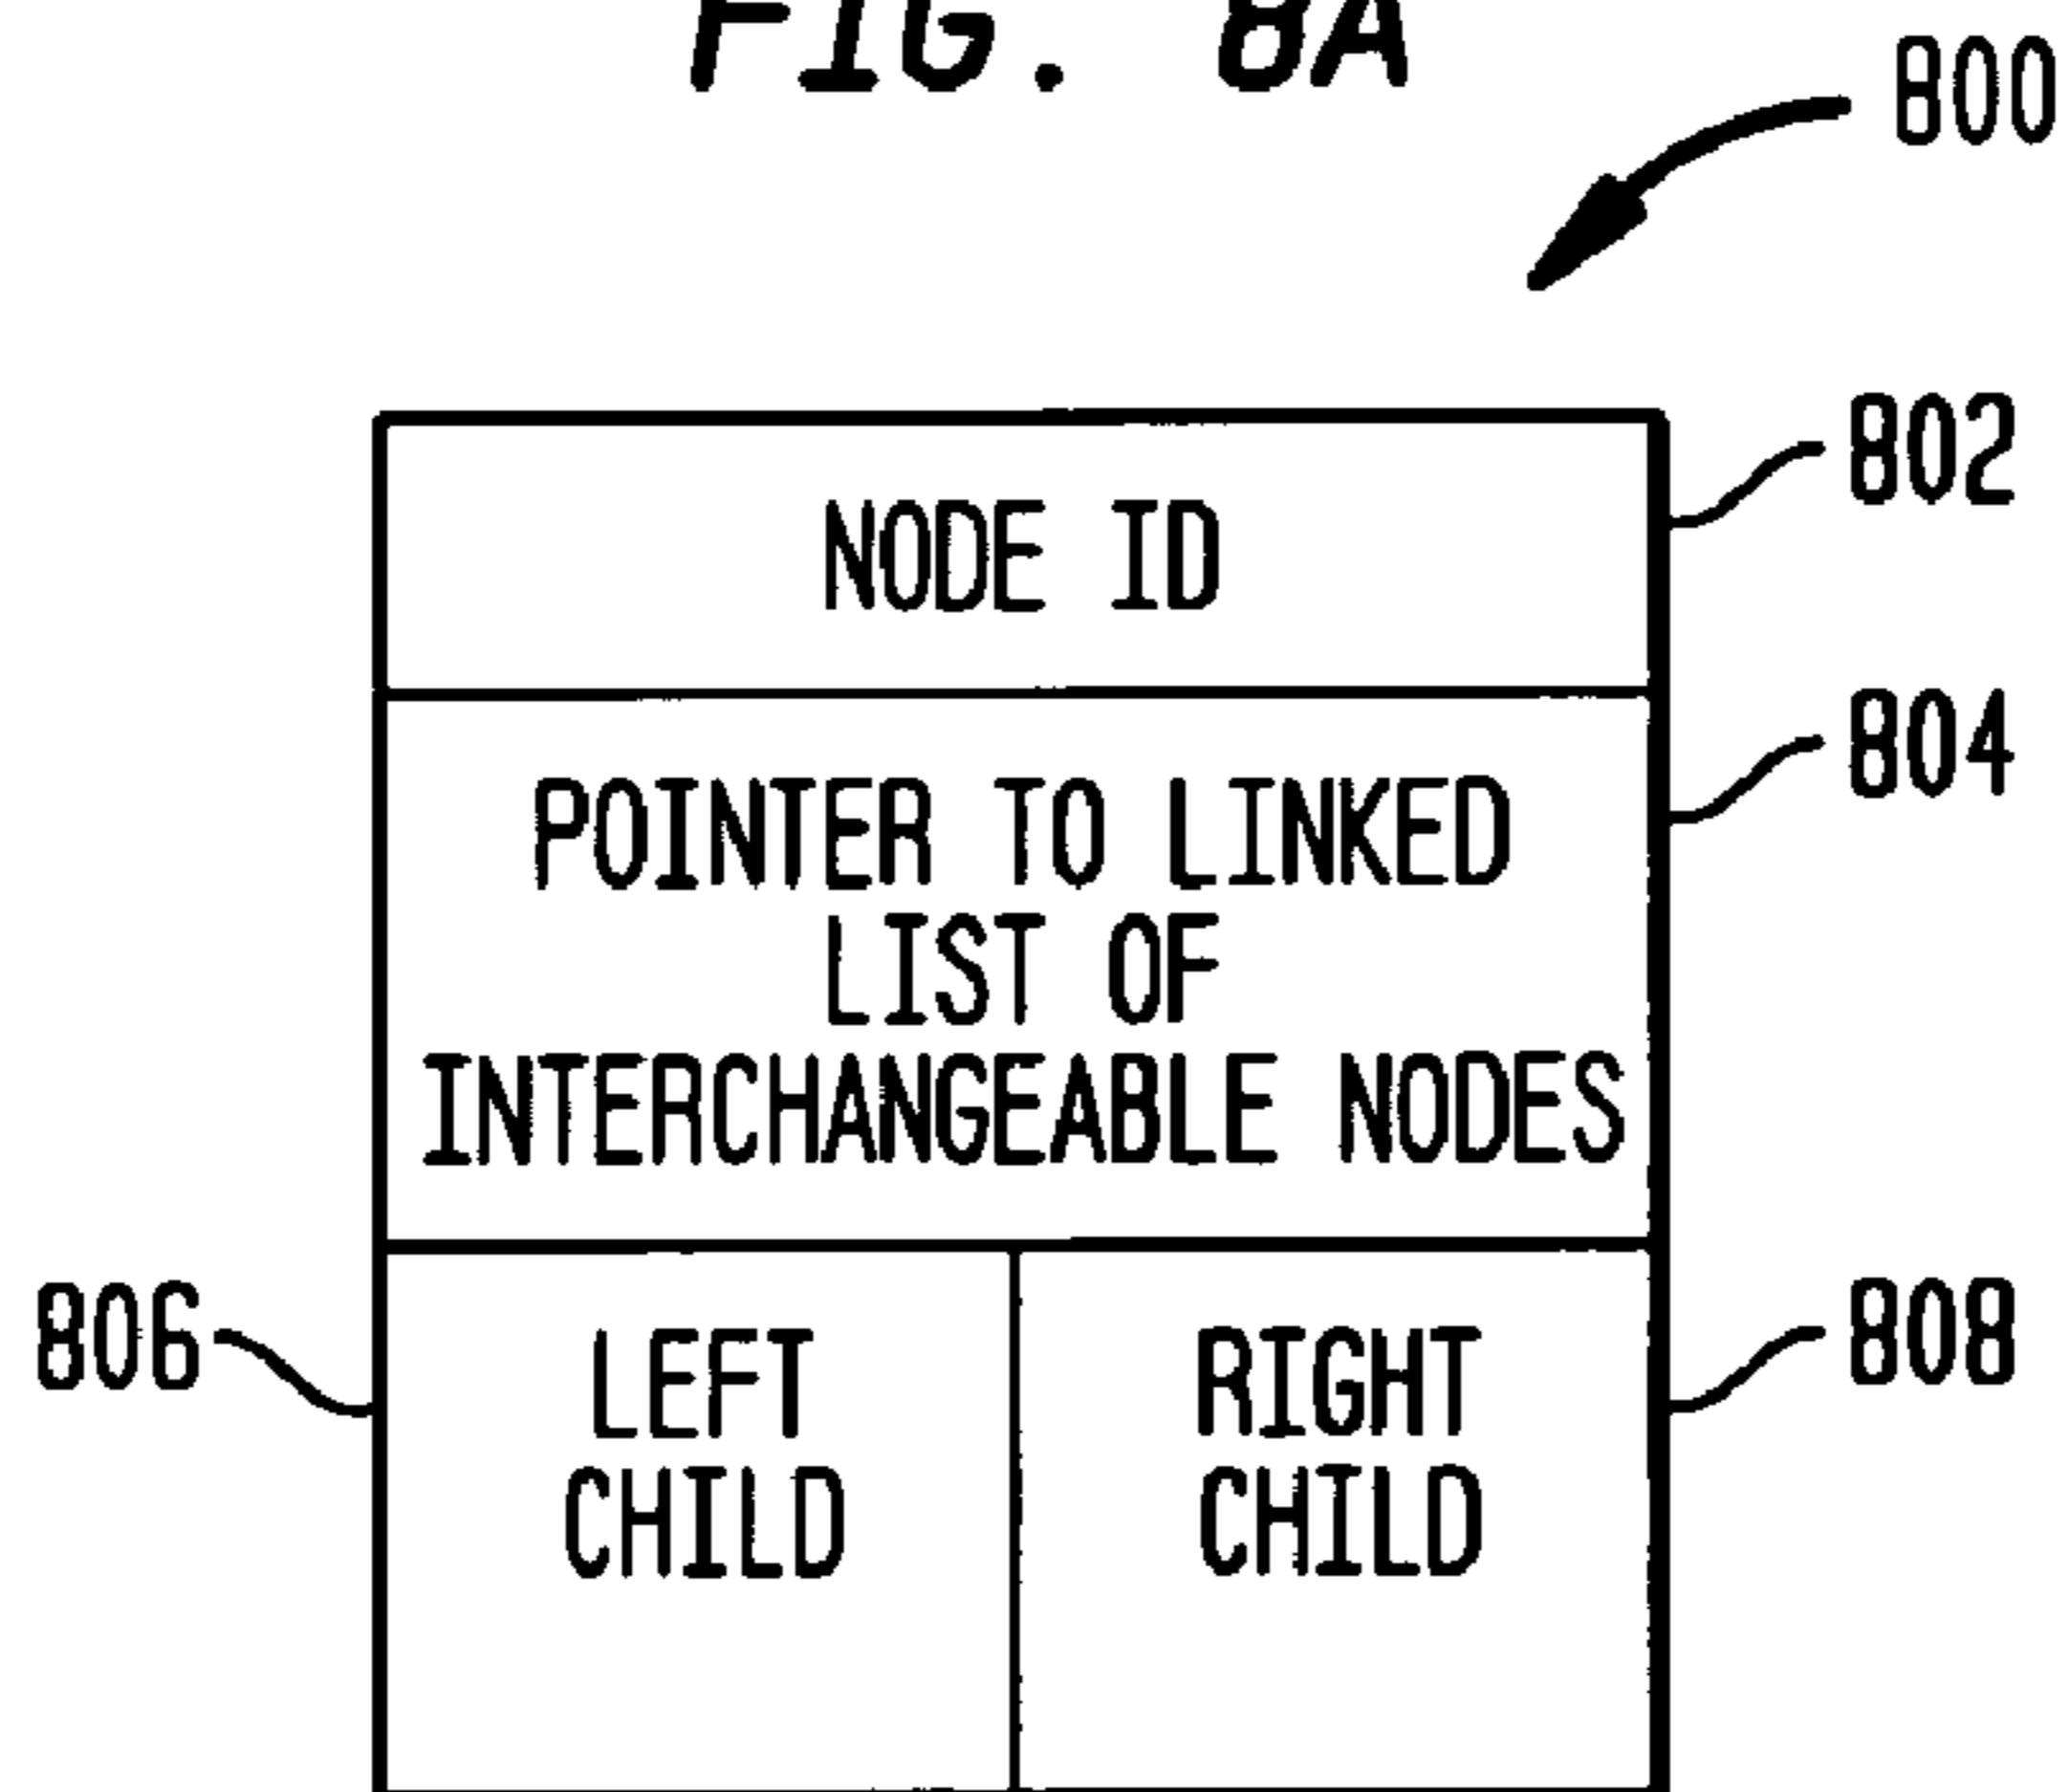 FIG. 8A
800
802
NODE ID
804
POINTER TO LINKED
LIST OF
INTERCHANGEABLE NODES
806
808
LEFT
CHILD
RIGHT
CHILD